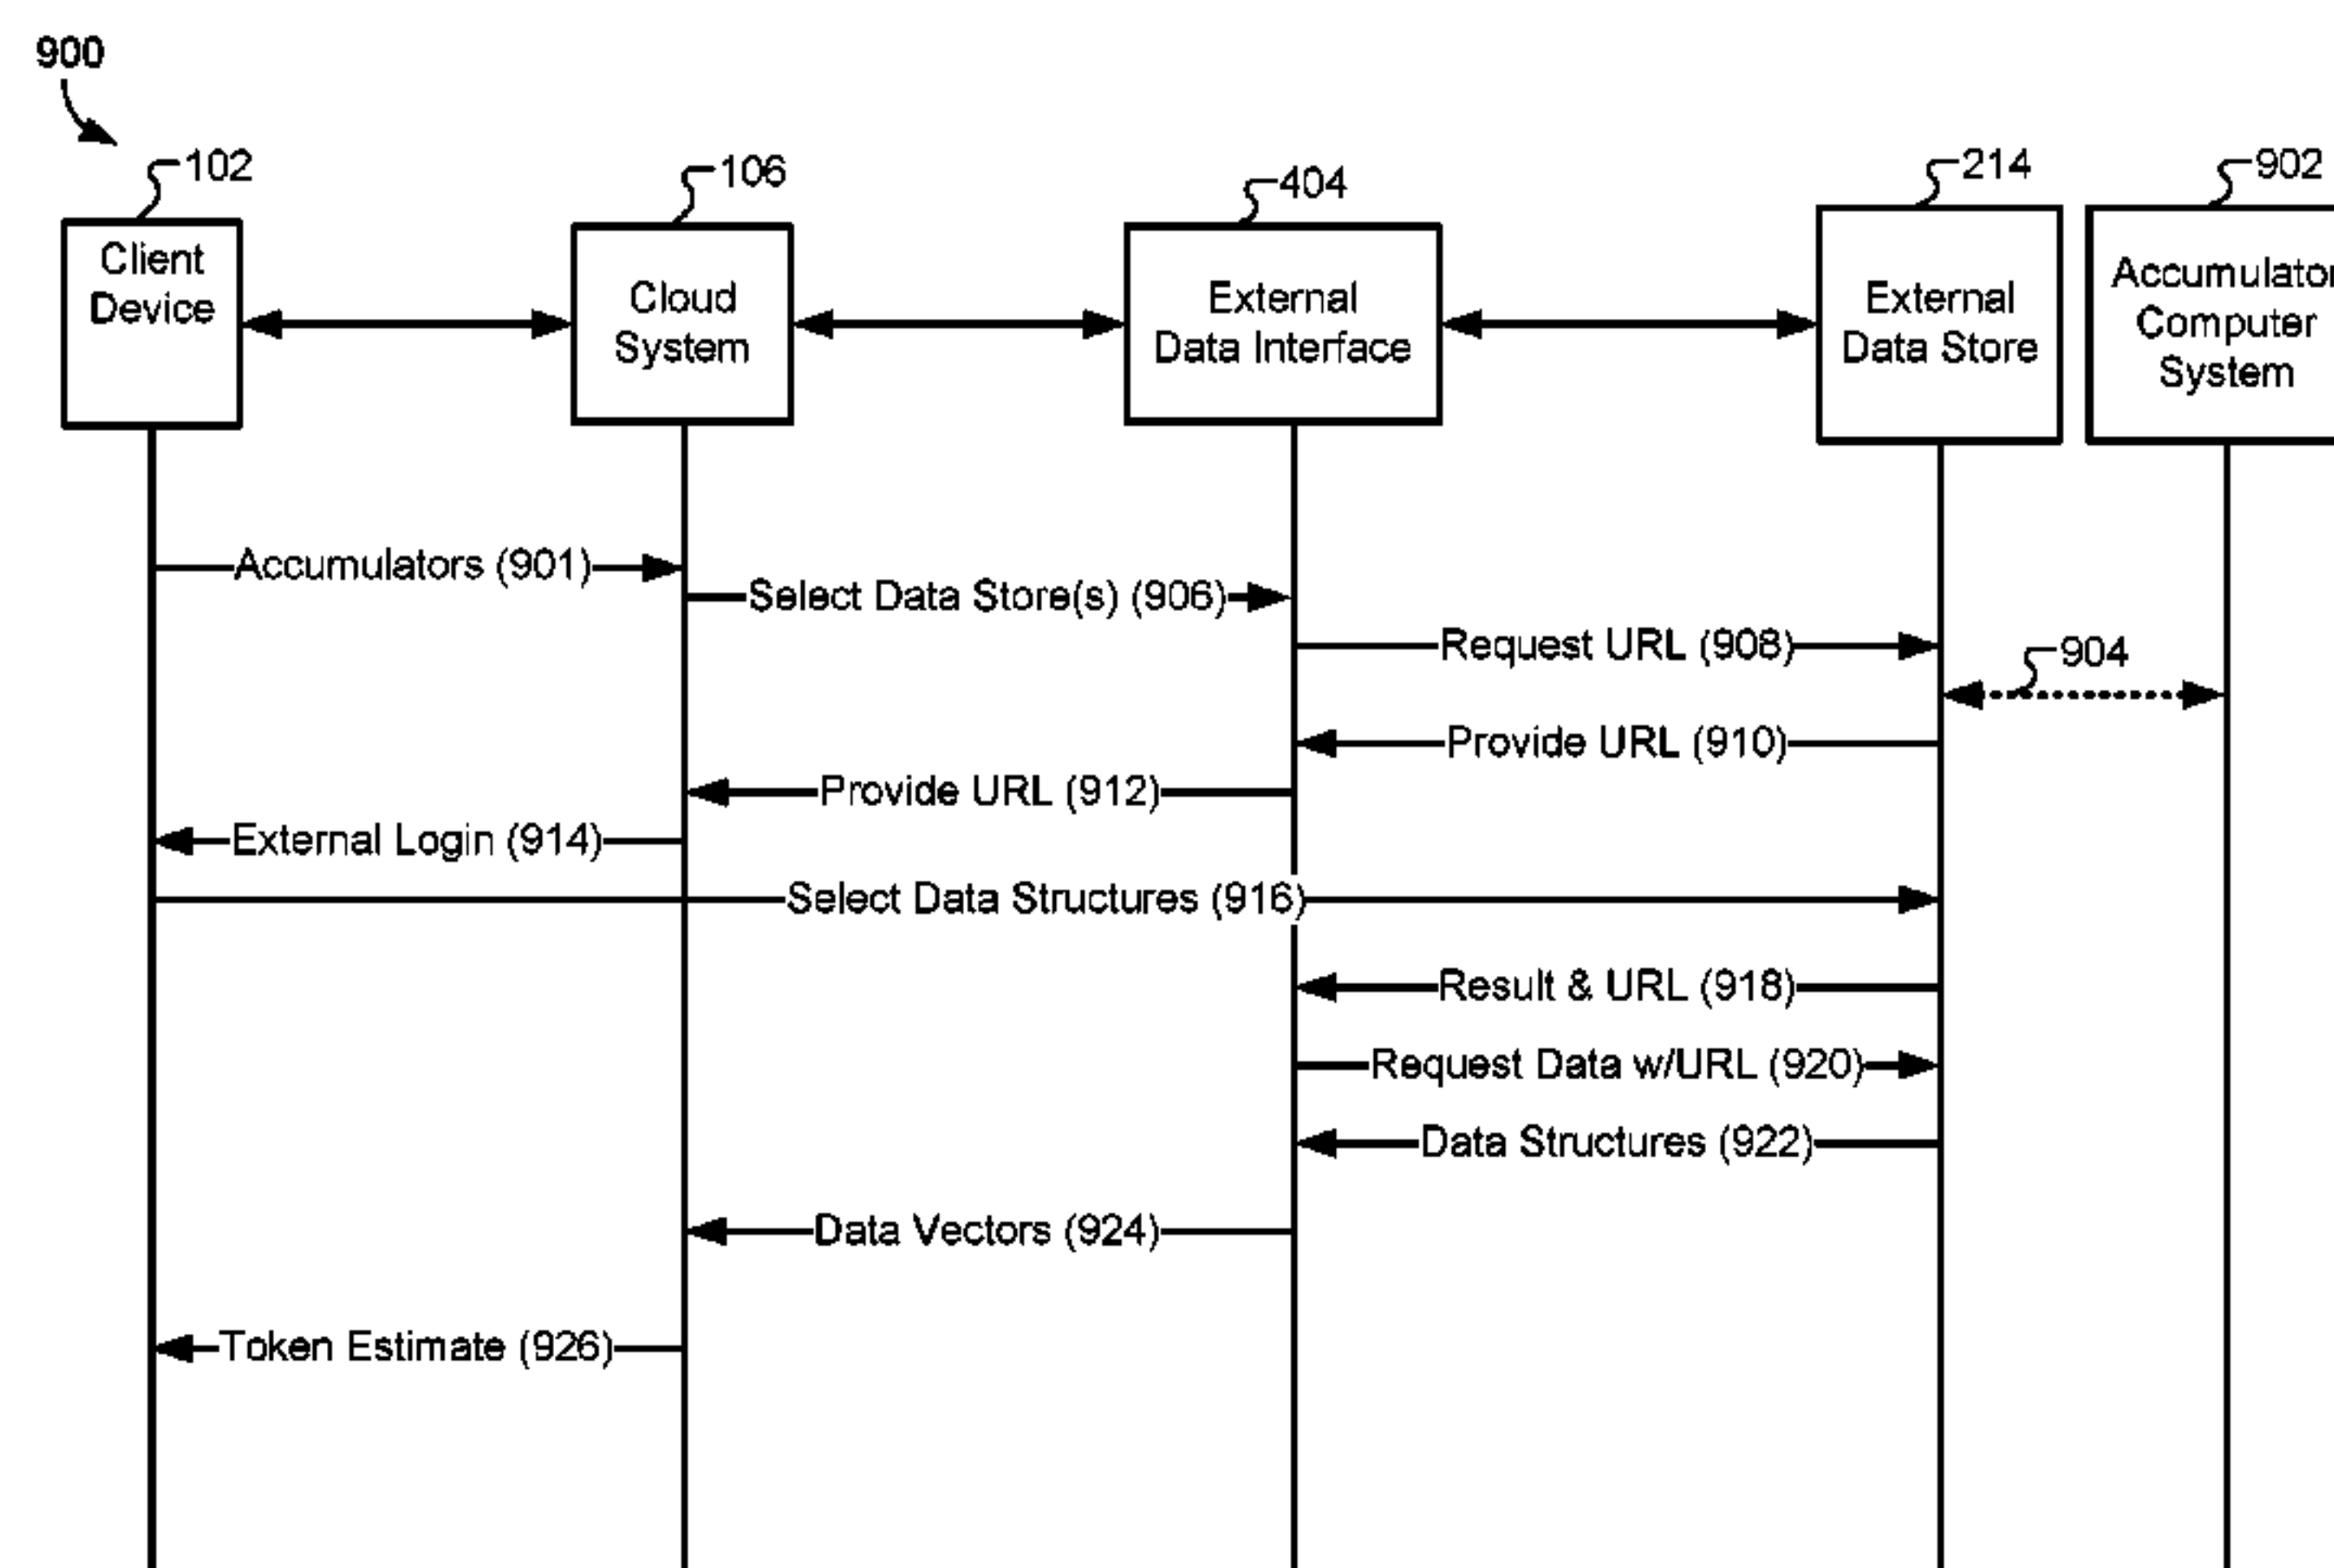 900
102
106
404
214
902
Client
Device
Cloud
System
External
Data Interface
External
Data Store
Accumulator
Computer
System
Accumulators (901)
Select Data Store(s) (906)
Request URL (908)
904
Provide URL (910)
Provide URL (912)
External Login (914)
Select Data Structures (916)
Result & URL (918)
Request Data w/URL (920)
Data Structures (922)
Data Vectors (924)
Token Estimate (926)